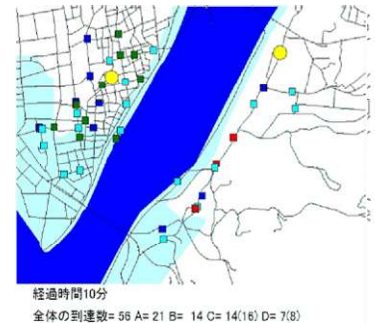 経過時間10分
全体の到達数= 56 A= 21 B= 14 C= 14(16) D= 7(8)